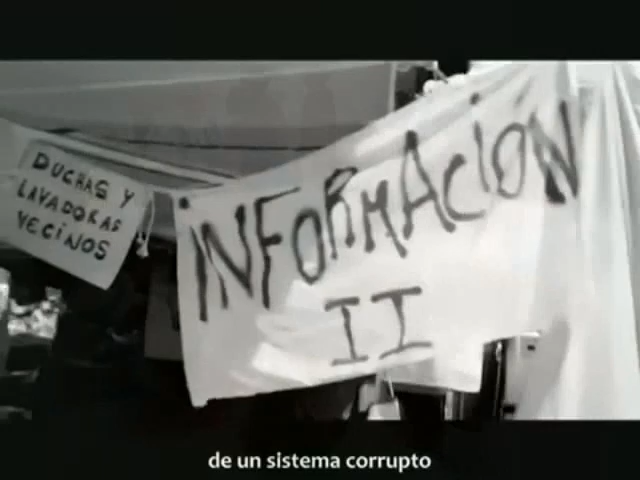 DUCHAS Y
LAVADORAS
VECINOS
iNFORMACIÓN
II
de un sistema corrupto